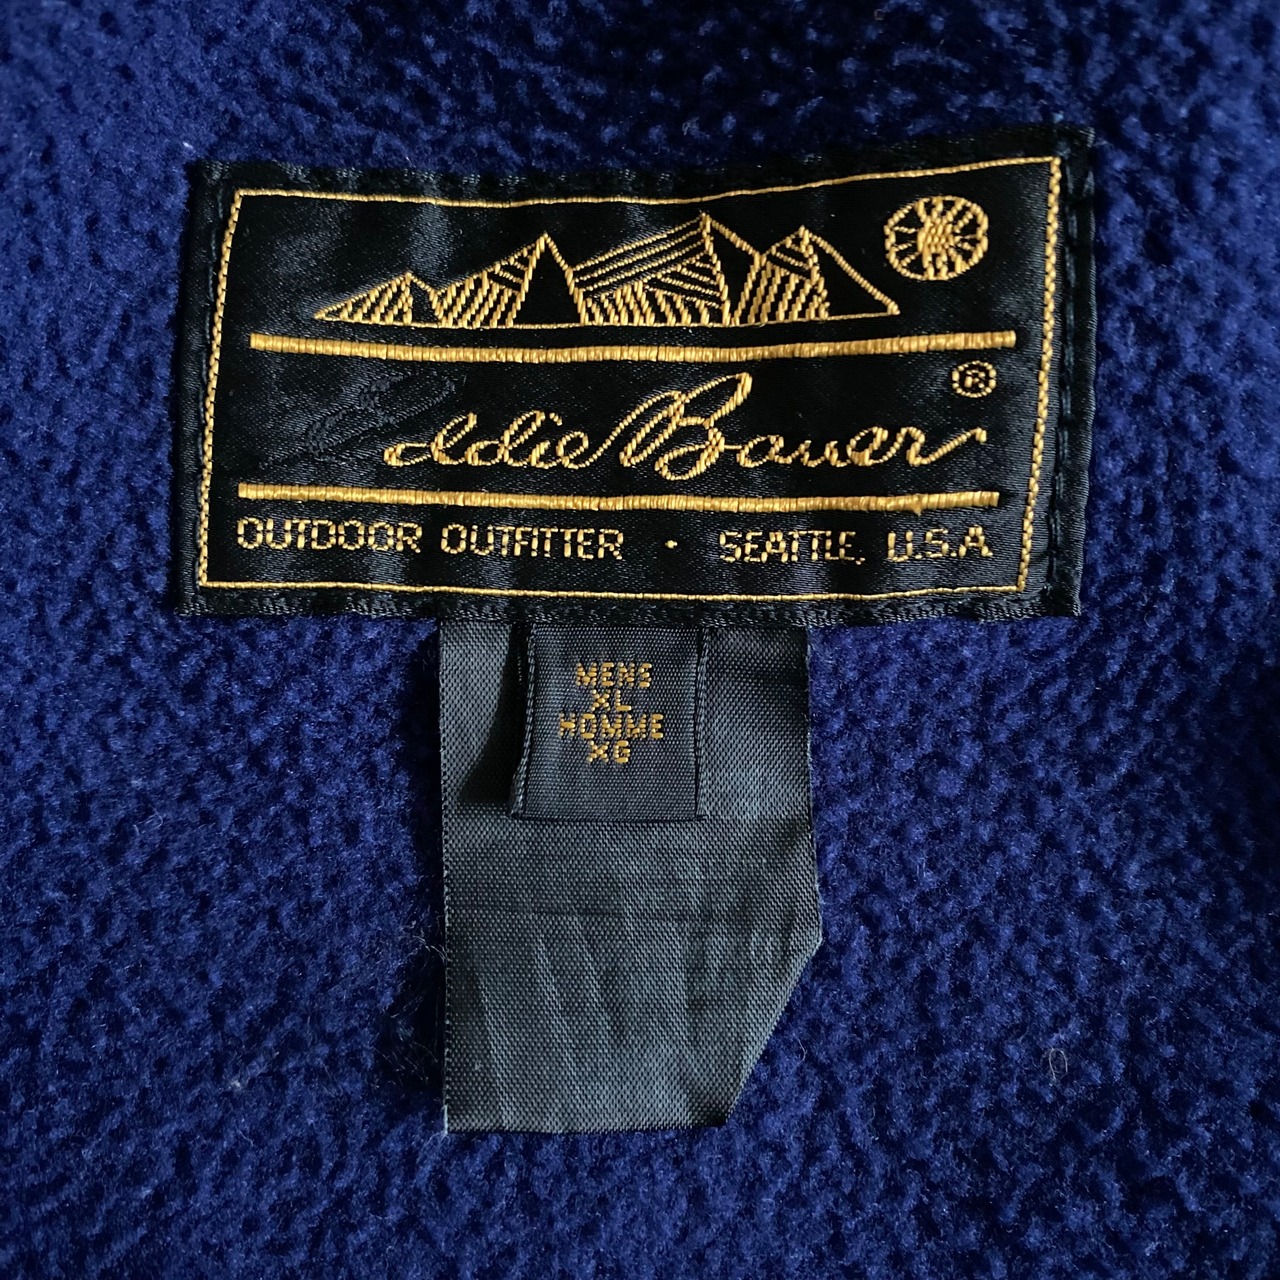 ®
Eddie Bauer
OUTDOOR OUTFITTER • SEATTLE, U.S.A
MENS
XL
HOMME
XG